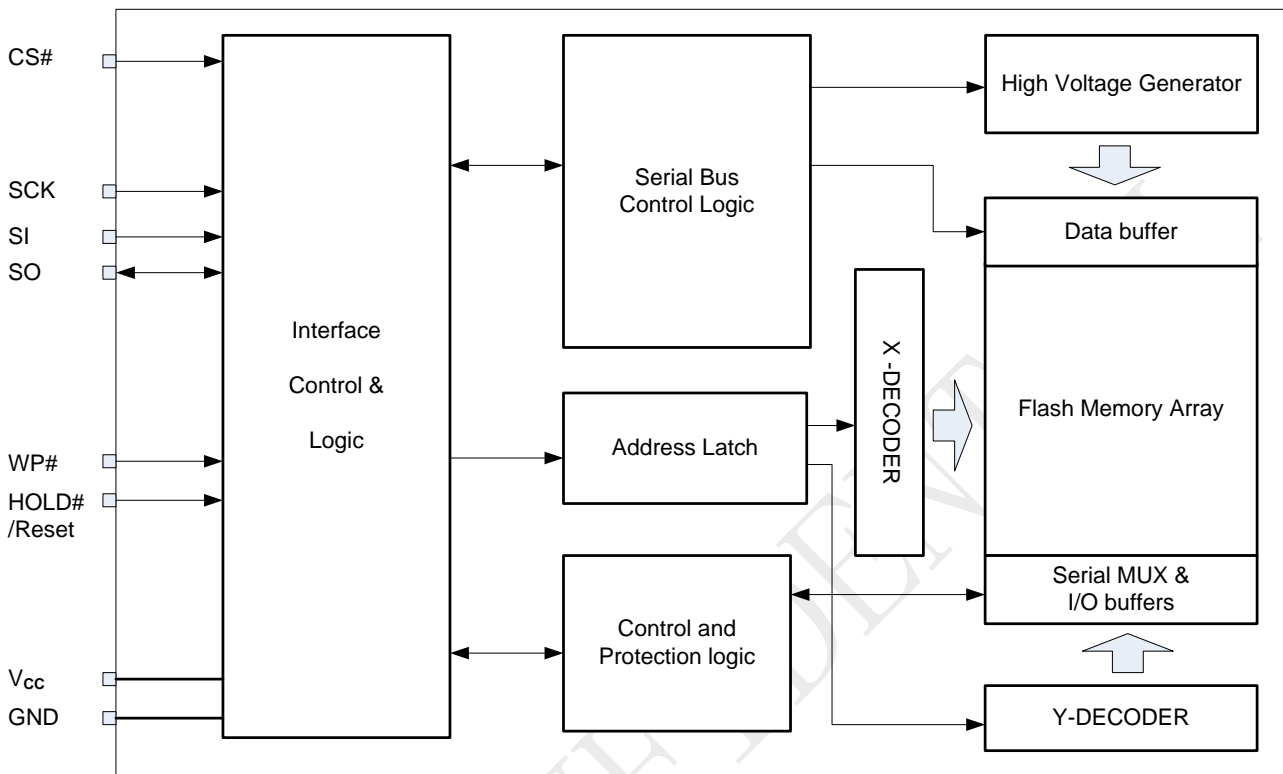 CS#
SCK
SI
SO
WP#
HOLD#
/Reset
Vcc
GND
Interface
Control &
Logic
Serial Bus
Control Logic
Address Latch
Control and
Protection logic
X -DECODER
High Voltage Generator
Data buffer
Flash Memory Array
Serial MUX &
I/O buffers
Y-DECODER